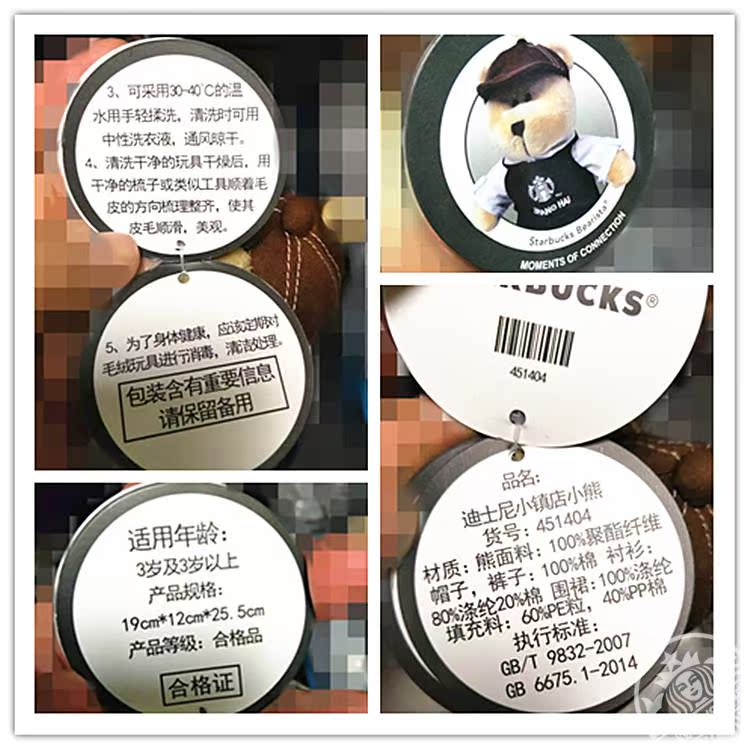 3、可采用30-40℃的温
水用手轻揉洗，清洗时可用
中性洗衣液，通风晾干。
4、清洗干净的玩具干燥后，用
干净的梳子或类似工具顺着毛
皮的方向梳理整齐，使其
皮毛顺滑，美观。
5、为了身体健康，应该定期对
毛绒玩具进行消毒，清洁处理。
包装含有重要信息
请保留备用
适用年龄：
3岁及3岁以上
产品规格：
19cm*12cm*25.5cm
产品等级：合格品
合格证
Starbucks Bearista
MOMENTS OF CONNECTION
RBUCKS®
451404
品名：
迪士尼小镇店小熊
货号：451404
材质：熊面料：100%聚酯纤维
帽子，裤子：100%棉 衬衫：
80%涤纶20%棉 围裙：100%涤纶
填充料：60%PE粒，40%PP棉
执行标准：
GB/T 9832-2007
GB 6675.1-2014